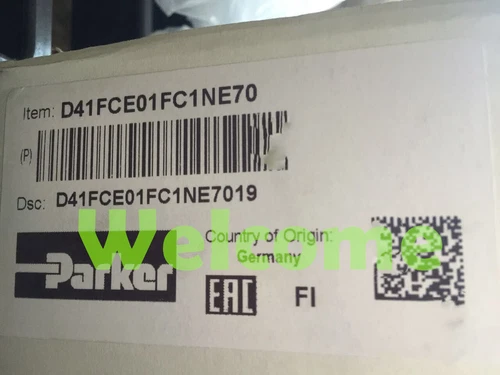 Item: D41FCE01FC1NE70
(P)
Dsc: D41FCE01FC1NE7019
Welcome
Parker
Country of Origin:
Germany
EAC
FI